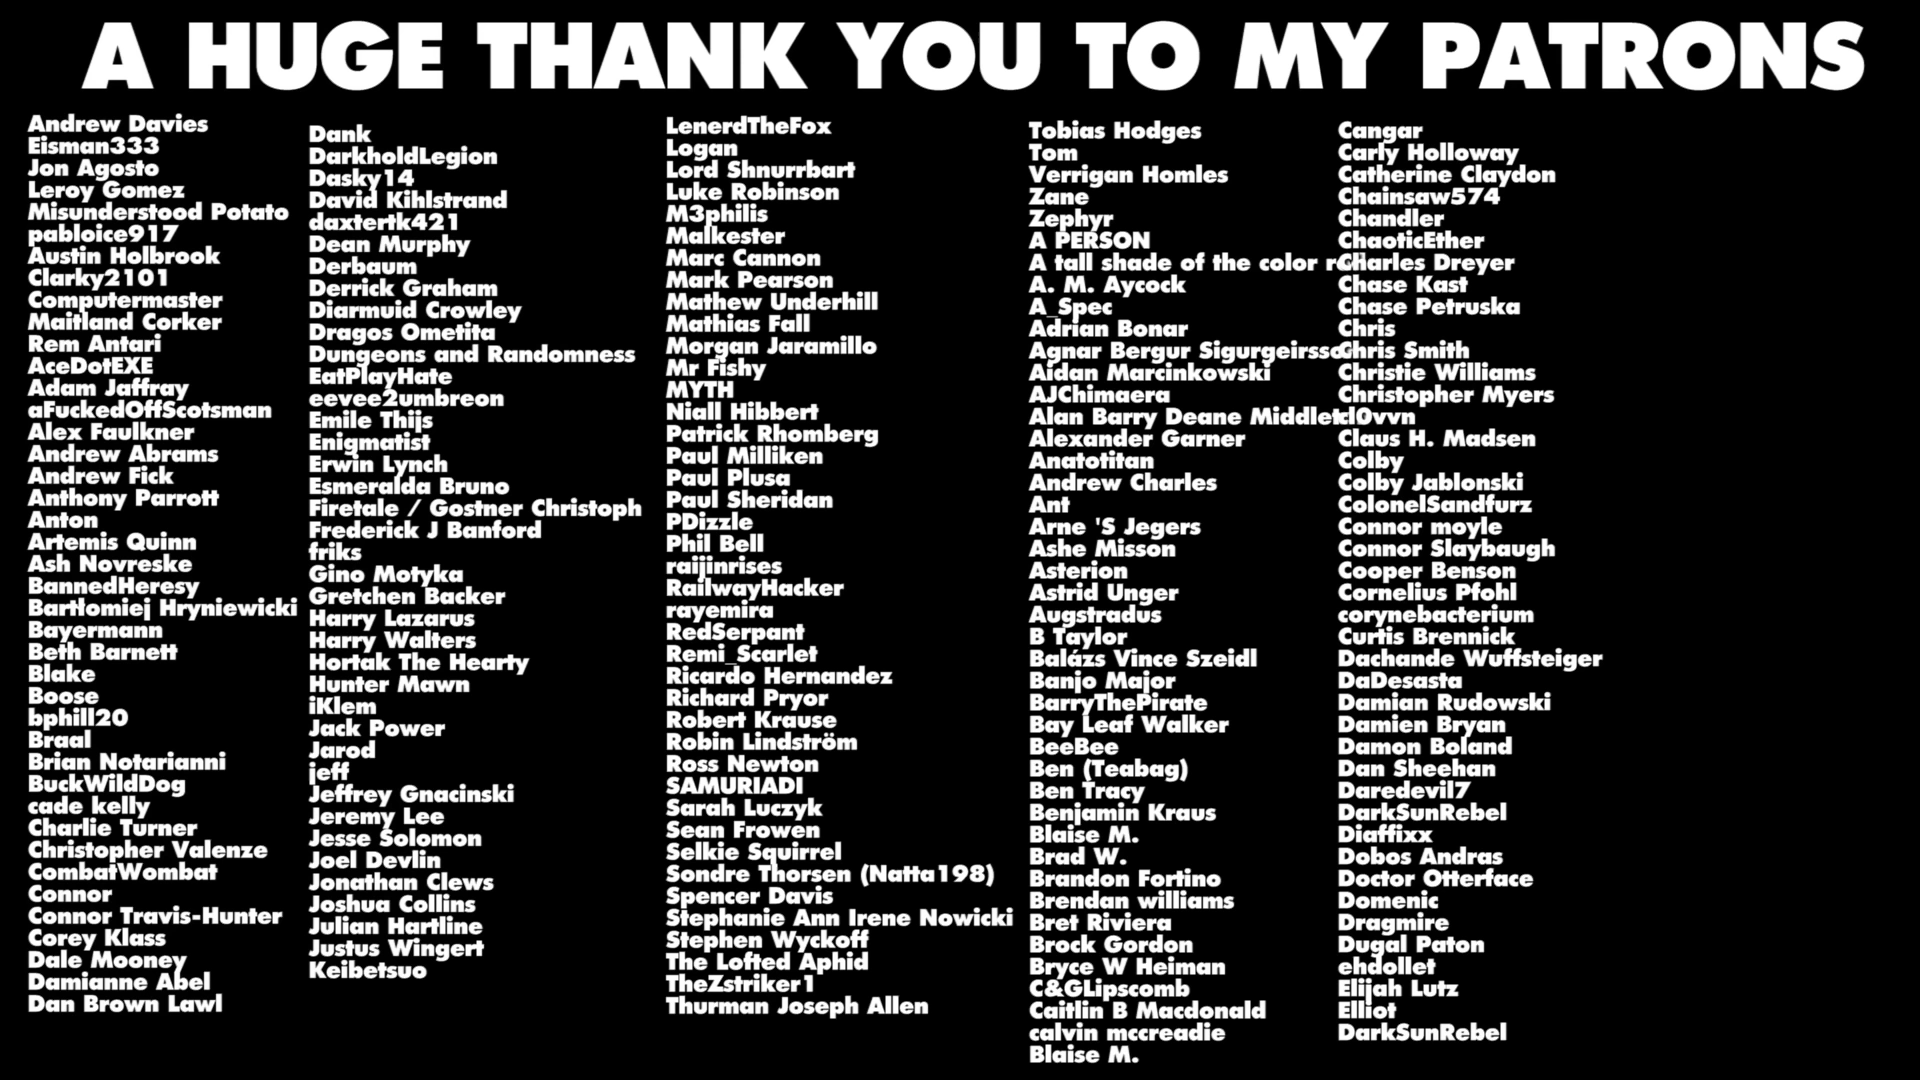 A HUGE THANK YOU TO MY PATRONS
Andrew Davies
Eisman333
Jon Agosto
Leroy Gomez
Misunderstood Potato
pabloice917
Austin Holbrook
Clarky2101
Computermaster
Maitland Corker
Rem Antari
AceDotEXE
Adam Jaffray
aFuckedOffScotsman
Alex Faulkner
Andrew Abrams
Andrew Fick
Anthony Parrott
Anton
Artemis Quinn
Ash Novreske
BannedHeresy
Bartłomiej Hryniewicki
Bayermann
Beth Barnett
Blake
Boose
bphill20
Braal
Brian Notarianni
BuckWildDog
cade kelly
Charlie Turner
Christopher Valenze
CombatWombat
Connor
Connor Travis-Hunter
Corey Klass
Dale Mooney
Damianne Abel
Dan Brown Lawl
Dank
DarkholdLegion
Dasky14
David Kihlstrand
daxtertk421
Dean Murphy
Derbaum
Derrick Graham
Diarmuid Crowley
Dragos Ometita
Dungeons and Randomness
EatPlayHate
eevee2umbreon
Emile Thijs
Enigmatist
Erwin Lynch
Esmeralda Bruno
Firetale / Gostner Christoph
Frederick J Banford
friks
Gino Motyka
Gretchen Backer
Harry Lazarus
Harry Walters
Hortak The Hearty
Hunter Mawn
iKlem
Jack Power
Jarod
jeff
Jeffrey Gnacinski
Jeremy Lee
Jesse Solomon
Joel Devlin
Jonathan Clews
Joshua Collins
Julian Hartline
Justus Wingert
Keibetsuo
LenerdTheFox
Logan
Lord Shnurrbart
Luke Robinson
M3philis
Malkester
Marc Cannon
Mark Pearson
Mathew Underhill
Mathias Fall
Morgan Jaramillo
Mr Fishy
MYTH
Niall Hibbert
Patrick Rhomberg
Paul Milliken
Paul Plusa
Paul Sheridan
PDizzle
Phil Bell
raijinrises
RailwayHacker
rayemira
RedSerpant
Remi_Scarlet
Ricardo Hernandez
Richard Pryor
Robert Krause
Robin Lindström
Ross Newton
SAMURIADI
Sarah Luczyk
Sean Frowen
Selkie Squirrel
Sondre Thorsen (Natta198)
Spencer Davis
Stephanie Ann Irene Nowicki
Stephen Wyckoff
The Lofted Aphid
TheZstriker1
Thurman Joseph Allen
Tobias Hodges
Tom
Verrigan Homles
Zane
Zephyr
A PERSON
A tall shade of the color
A. M. Aycock
A_Spec
Adrian Bonar
Agnar Bergur
Aidan Marcinkowski
AJChimaera
Alan Barry Deane
Alexander Garner
Anatotitan
Andrew Charles
Ant
Arne 'S Jegers
Ashe Misson
Asterion
Astrid Unger
Augstradus
B Taylor
Balázs Vince Szeidl
Banjo Major
BarryThePirate
Bay Leaf Walker
BeeBee
Ben (Teabag)
Ben Tracy
Benjamin Kraus
Blaise M.
Brad W.
Brandon Fortino
Brendan williams
Bret Riviera
Brock Gordon
Bryce W Heiman
C&GLipscomb
Caitlin B Macdonald
calvin mccreadie
Blaise M.
Cangar
Carly Holloway
Catherine Claydon
Chainsaw574
Chandler
ChaoticEther
Charles Dreyer
Chase Kast
Chase Petruska
Chris
Chris Smith
Christie Williams
Christopher Myers
cl0vvn
Claus H. Madsen
Colby
Colby Jablonski
ColonelSandfurz
Connor moyle
Connor Slaybaugh
Cooper Benson
Cornelius Pfohl
corynebacterium
Curtis Brennick
Dachande Wuffsteiger
DaDesasta
Damian Rudowski
Damien Bryan
Damon Boland
Dan Sheehan
Daredevil7
DarkSunRebel
Diaffixx
Dobos Andras
Doctor Otterface
Domenic
Dragmire
Dugal Paton
ehdollet
Elijah Lutz
Elliot
DarkSunRebel